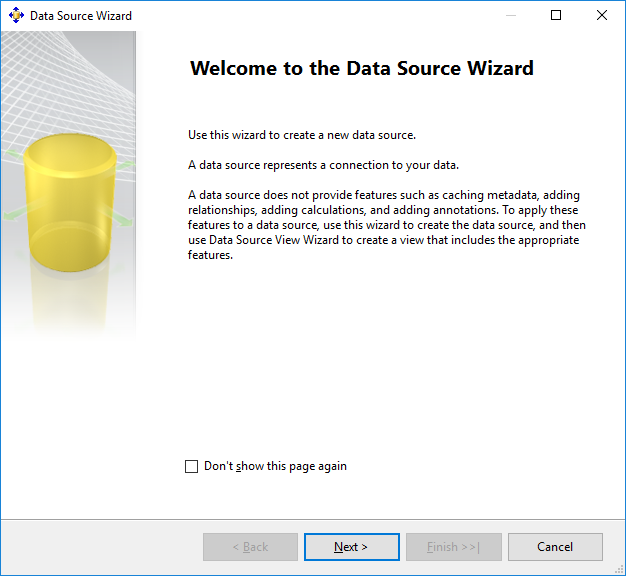 Data Source Wizard
Welcome to the Data Source Wizard
Use this wizard to create a new data source.
A data source represents a connection to your data.
A data source does not provide features such as caching metadata, adding
relationships, adding calculations, and adding annotations. To apply these
features to a data source, use this wizard to create the data source, and then
use Data Source View Wizard to create a view that includes the appropriate
features.
Don't show this page again
< Back
Next >
Finish >>|
Cancel